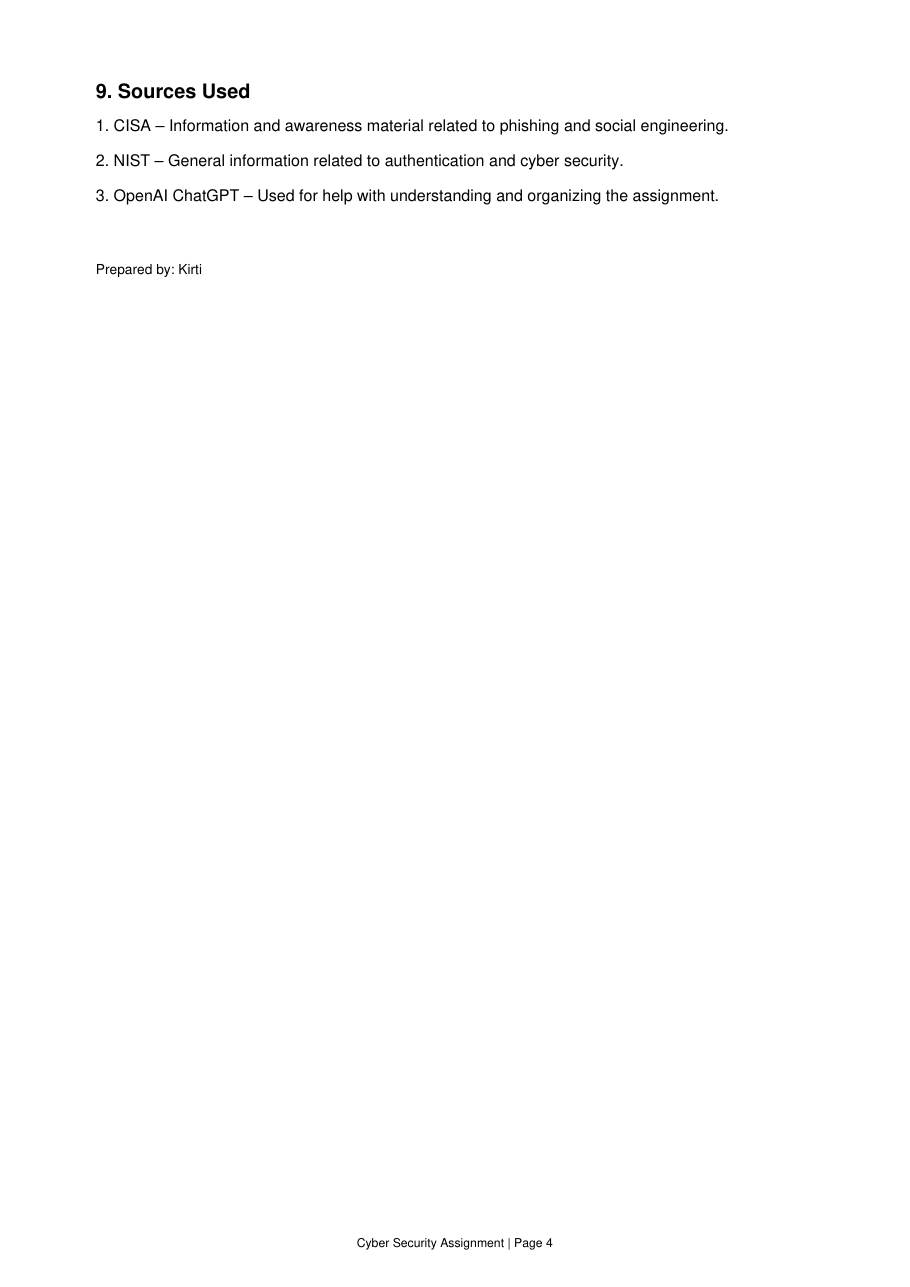 9. Sources Used
1. CISA – Information and awareness material related to phishing and social engineering.
2. NIST – General information related to authentication and cyber security.
3. OpenAI ChatGPT – Used for help with understanding and organizing the assignment.
Prepared by: Kirti
Cyber Security Assignment | Page 4